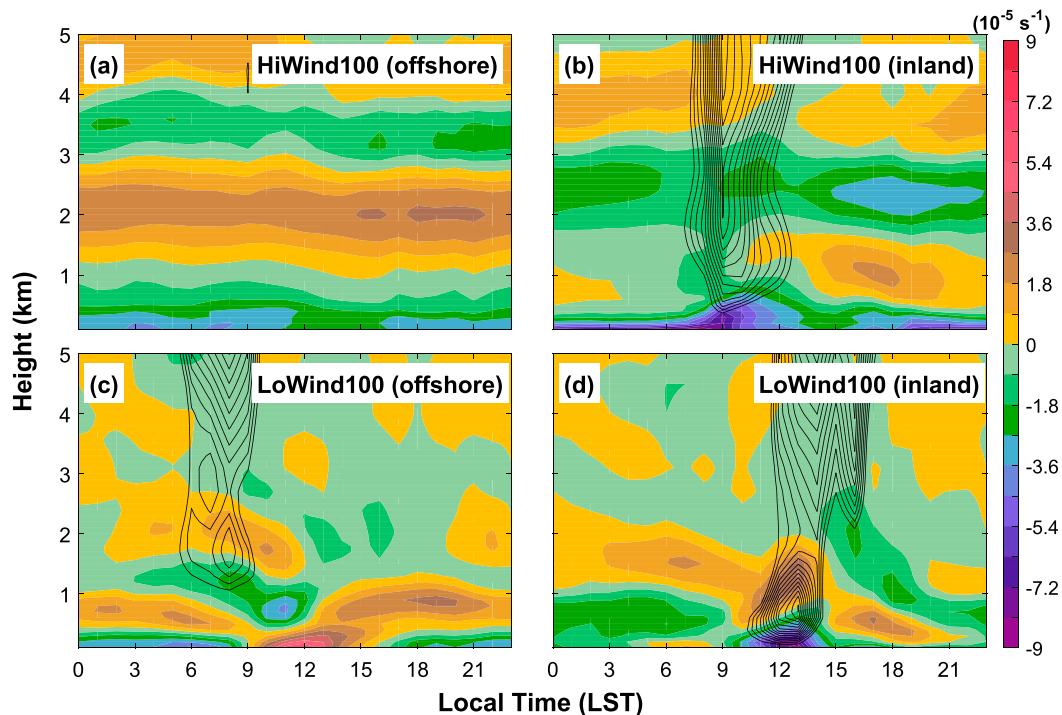 (10⁻⁵ s⁻¹)
(a) HiWind100 (offshore)
(b) HiWind100 (inland)
5
4
3
2
1
9
7.2
5.4
3.6
1.8
0
-1.8
-3.6
-5.4
-7.2
-9
(c) LoWind100 (offshore)
(d) LoWind100 (inland)
5
4
3
2
1
Height (km)
0 3 6 9 12 15 18 21
0 3 6 9 12 15 18 21
Local Time (LST)